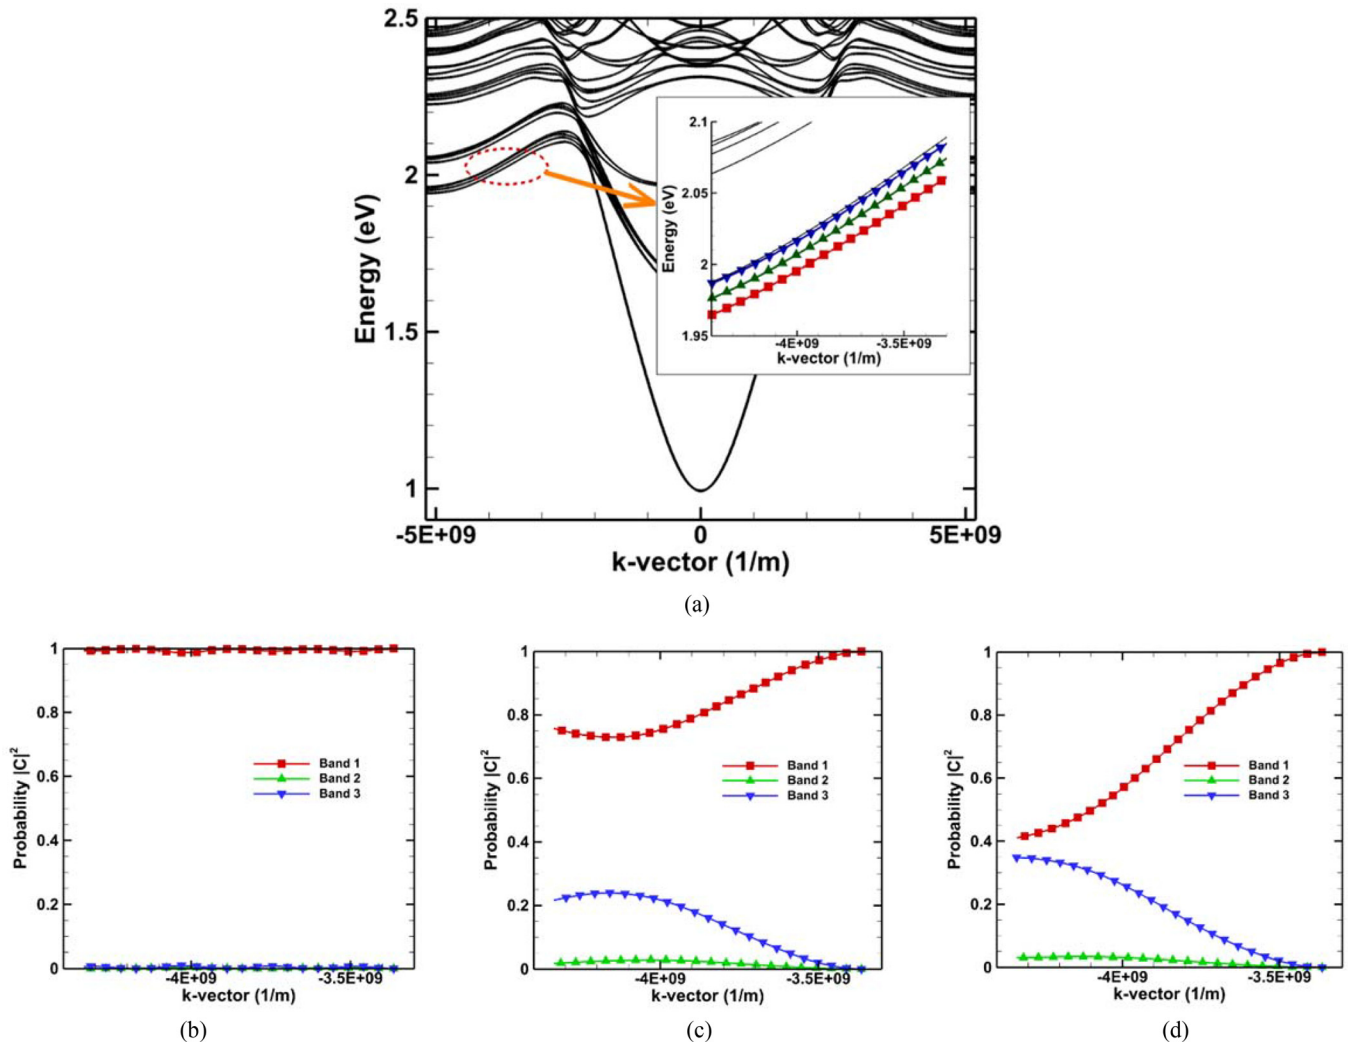 2.5
2
1.5
1
Energy (eV)
-5E+09
0
5E+09
k-vector (1/m)
2.1
2.05
2
1.95
Energy (eV)
-4E+09
-3.5E+09
k-vector (1/m)
(a)
1
0.8
0.6
0.4
0.2
0
Probability |C|²
Band 1
Band 2
Band 3
-4E+09
-3.5E+09
k-vector (1/m)
(b)
1
0.8
0.6
0.4
0.2
0
Probability |C|²
Band 1
Band 2
Band 3
-4E+09
-3.5E+09
k-vector (1/m)
(c)
1
0.8
0.6
0.4
0.2
0
Probability |C|²
Band 1
Band 2
Band 3
-4E+09
-3.5E+09
k-vector (1/m)
(d)